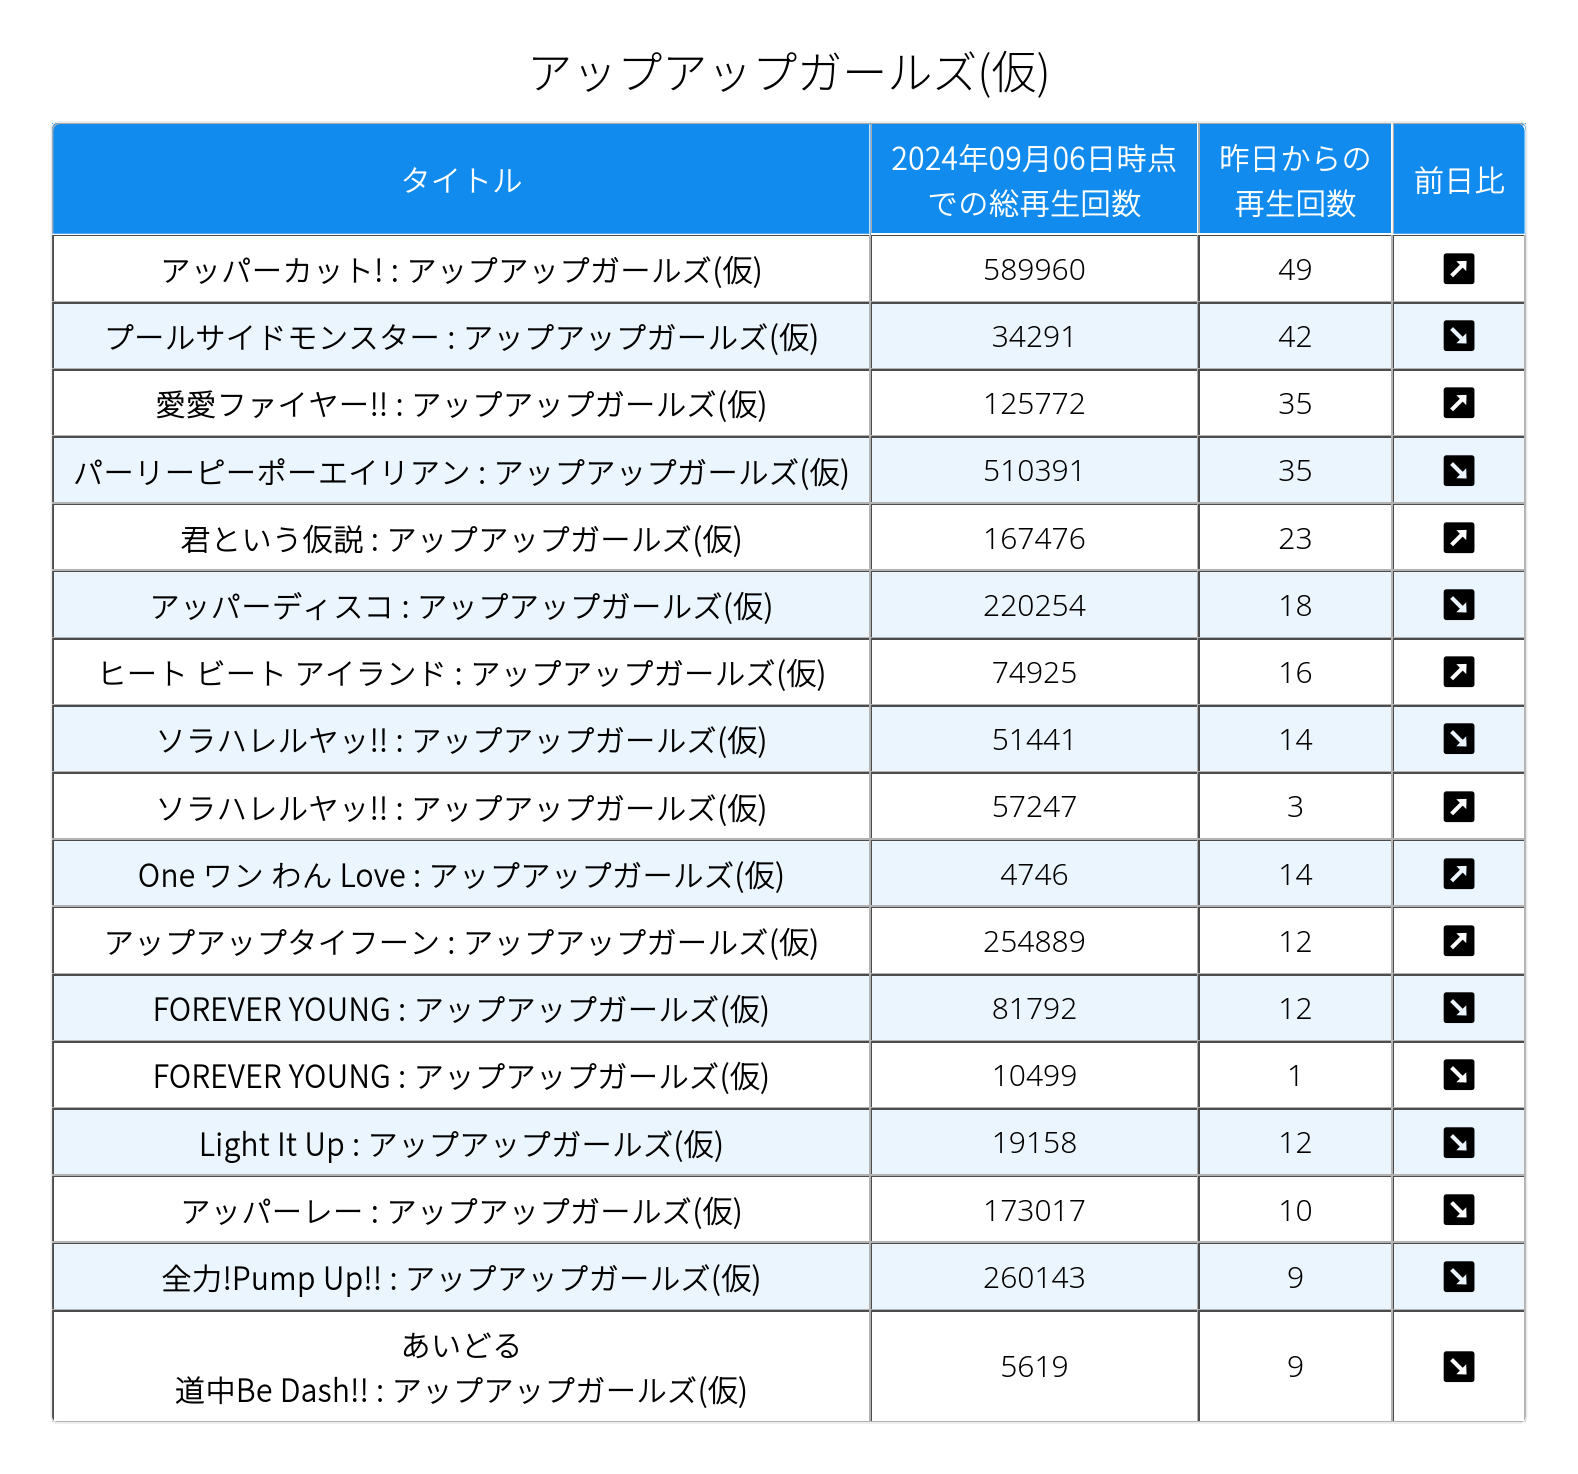 アップアップガールズ(仮)
タイトル
2024年09月06日時点
での総再生回数
昨日からの
再生回数
前日比
アッパーカット! : アップアップガールズ(仮) 589960 49
プールサイドモンスター : アップアップガールズ(仮) 34291 42
愛愛ファイヤー!! : アップアップガールズ(仮) 125772 35
パーリーピーポーエイリアン : アップアップガールズ(仮) 510391 35
君という仮説 : アップアップガールズ(仮) 167476 23
アッパーディスコ : アップアップガールズ(仮) 220254 18
ヒート ビート アイランド : アップアップガールズ(仮) 74925 16
ソラハレルヤッ!! : アップアップガールズ(仮) 51441 14
ソラハレルヤッ!! : アップアップガールズ(仮) 57247 3
One ワン わん Love : アップアップガールズ(仮) 4746 14
アップアップタイフーン : アップアップガールズ(仮) 254889 12
FOREVER YOUNG : アップアップガールズ(仮) 81792 12
FOREVER YOUNG : アップアップガールズ(仮) 10499 1
Light It Up : アップアップガールズ(仮) 19158 12
アッパーレー : アップアップガールズ(仮) 173017 10
全力!Pump Up!! : アップアップガールズ(仮) 260143 9
あいどる
道中Be Dash!! : アップアップガールズ(仮) 5619 9